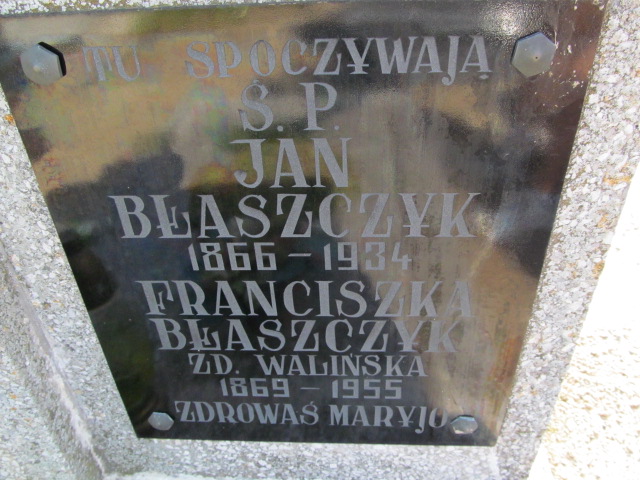 TU SPOCZYWAJĄ
Ś. P.
JAN
BŁASZCZYK
1866 – 1934
FRANCISZKA
BŁASZCZYK
ZD. WALIŃSKA
1869 – 1955
ZDROWAŚ MARYJO